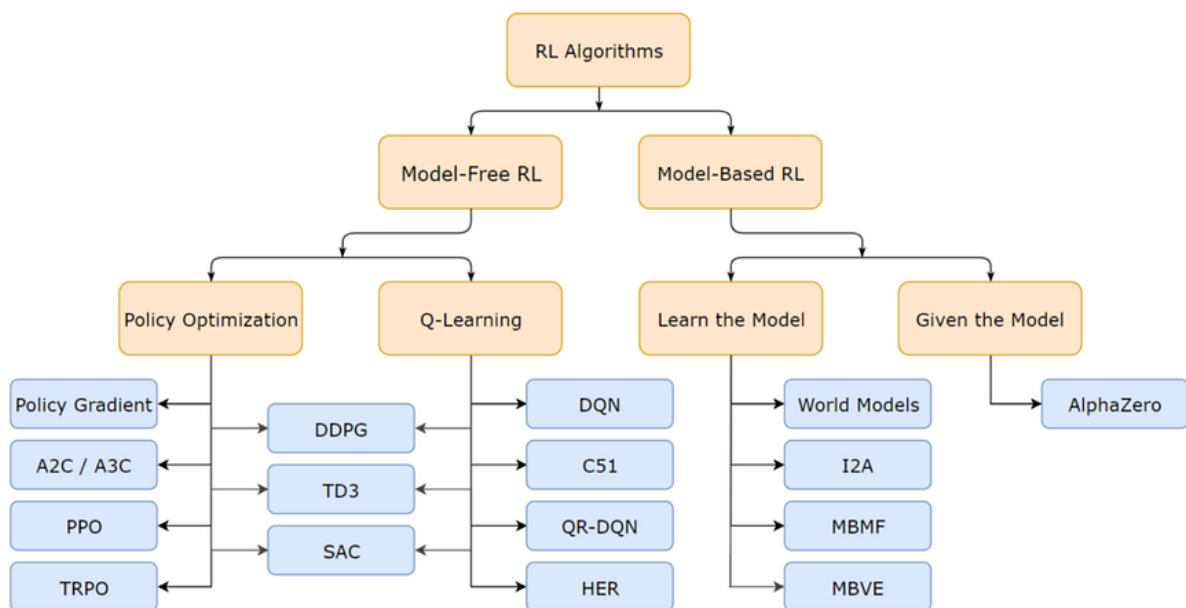 RL Algorithms
Model-Free RL
Model-Based RL
Policy Optimization
Q-Learning
Learn the Model
Given the Model
Policy Gradient
DDPG
DQN
World Models
AlphaZero
A2C / A3C
TD3
C51
I2A
PPO
SAC
QR-DQN
MBMF
TRPO
HER
MBVE